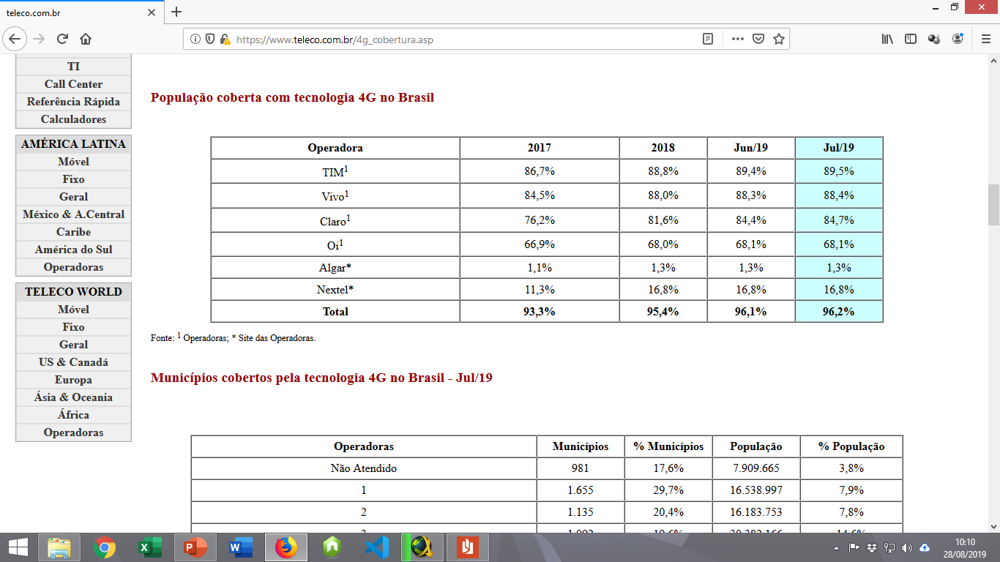 teleco.com.br
https://www.teleco.com.br/4g_cobertura.asp
TI
Call Center
Referência Rápida
Calculadores
AMÉRICA LATINA
Móvel
Fixo
Geral
México & A.Central
Caribe
América do Sul
Operadoras
TELECO WORLD
Móvel
Fixo
Geral
US & Canadá
Europa
Ásia & Oceania
África
Operadoras
População coberta com tecnologia 4G no Brasil
Operadora 2017 2018 Jun/19 Jul/19
TIM1 86,7% 88,8% 89,4% 89,5%
Vivo1 84,5% 88,0% 88,3% 88,4%
Claro1 76,2% 81,6% 84,4% 84,7%
Oi1 66,9% 68,0% 68,1% 68,1%
Algar* 1,1% 1,3% 1,3% 1,3%
Nextel* 11,3% 16,8% 16,8% 16,8%
Total 93,3% 95,4% 96,1% 96,2%
Fonte: 1 Operadoras; * Site das Operadoras.
Municípios cobertos pela tecnologia 4G no Brasil - Jul/19
Operadoras Municípios % Municípios População % População
Não Atendido 981 17,6% 7.909.665 3,8%
1 1.655 29,7% 16.538.997 7,9%
2 1.135 20,4% 16.183.753 7,8%
10:10
28/08/2019